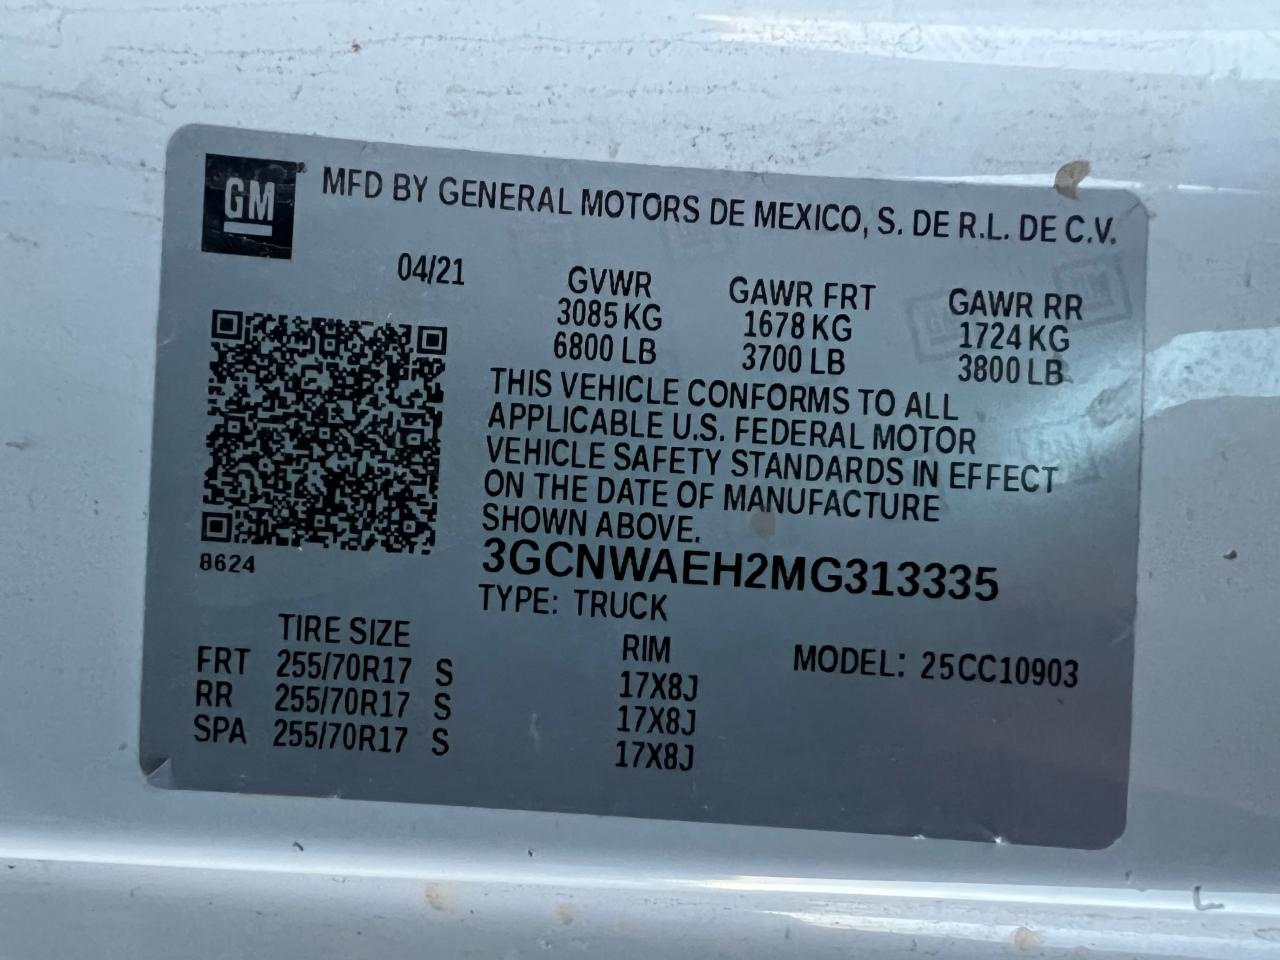 GM
MFD BY GENERAL MOTORS DE MEXICO, S. DE R.L. DE C.V.
04/21
GVWR GAWR FRT GAWR RR
3085 KG 1678 KG 1724 KG
6800 LB 3700 LB 3800 LB
THIS VEHICLE CONFORMS TO ALL
APPLICABLE U.S. FEDERAL MOTOR
VEHICLE SAFETY STANDARDS IN EFFECT
ON THE DATE OF MANUFACTURE
SHOWN ABOVE.
8624
3GCNWAEH2MG313335
TYPE: TRUCK
TIRE SIZE RIM MODEL: 25CC10903
FRT 255/70R17 S 17X8J
RR 255/70R17 S 17X8J
SPA 255/70R17 S 17X8J